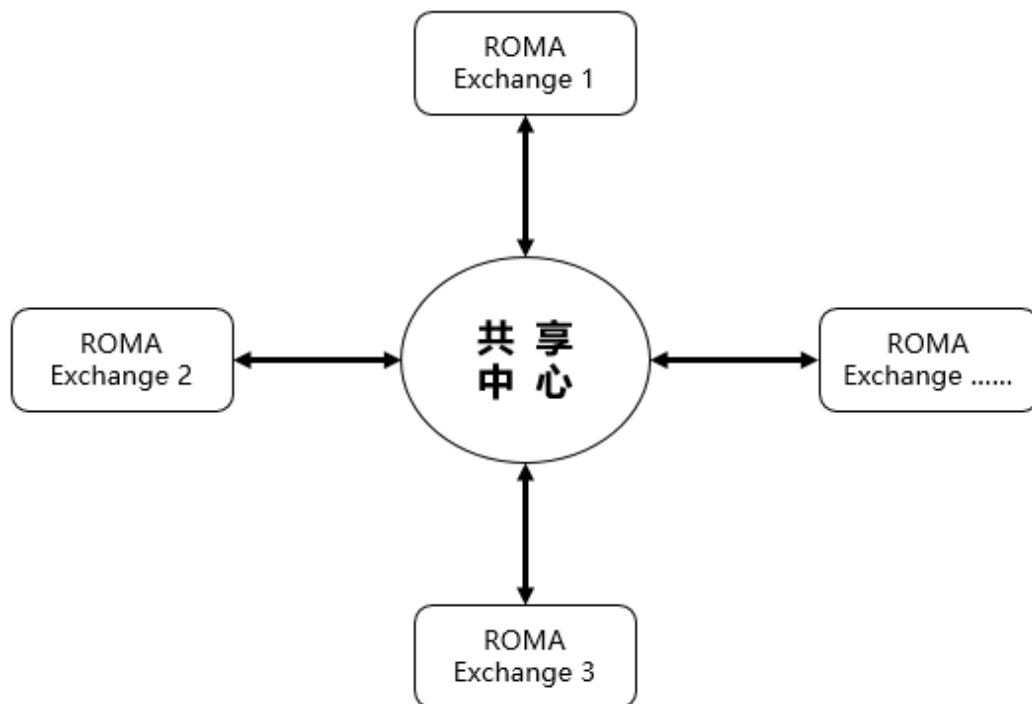 ROMA
Exchange 1
ROMA
Exchange 2
共 享
中 心
ROMA
Exchange ......
ROMA
Exchange 3